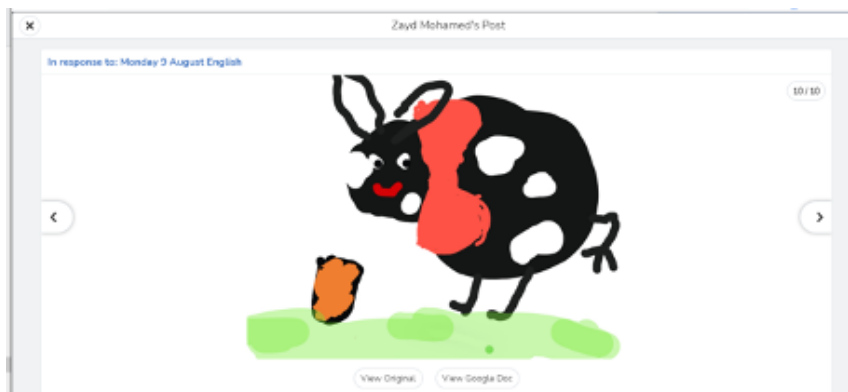 Zayd Mohamed's Post
In response to: Monday 9 August English
10 / 10
View Original View Google Doc